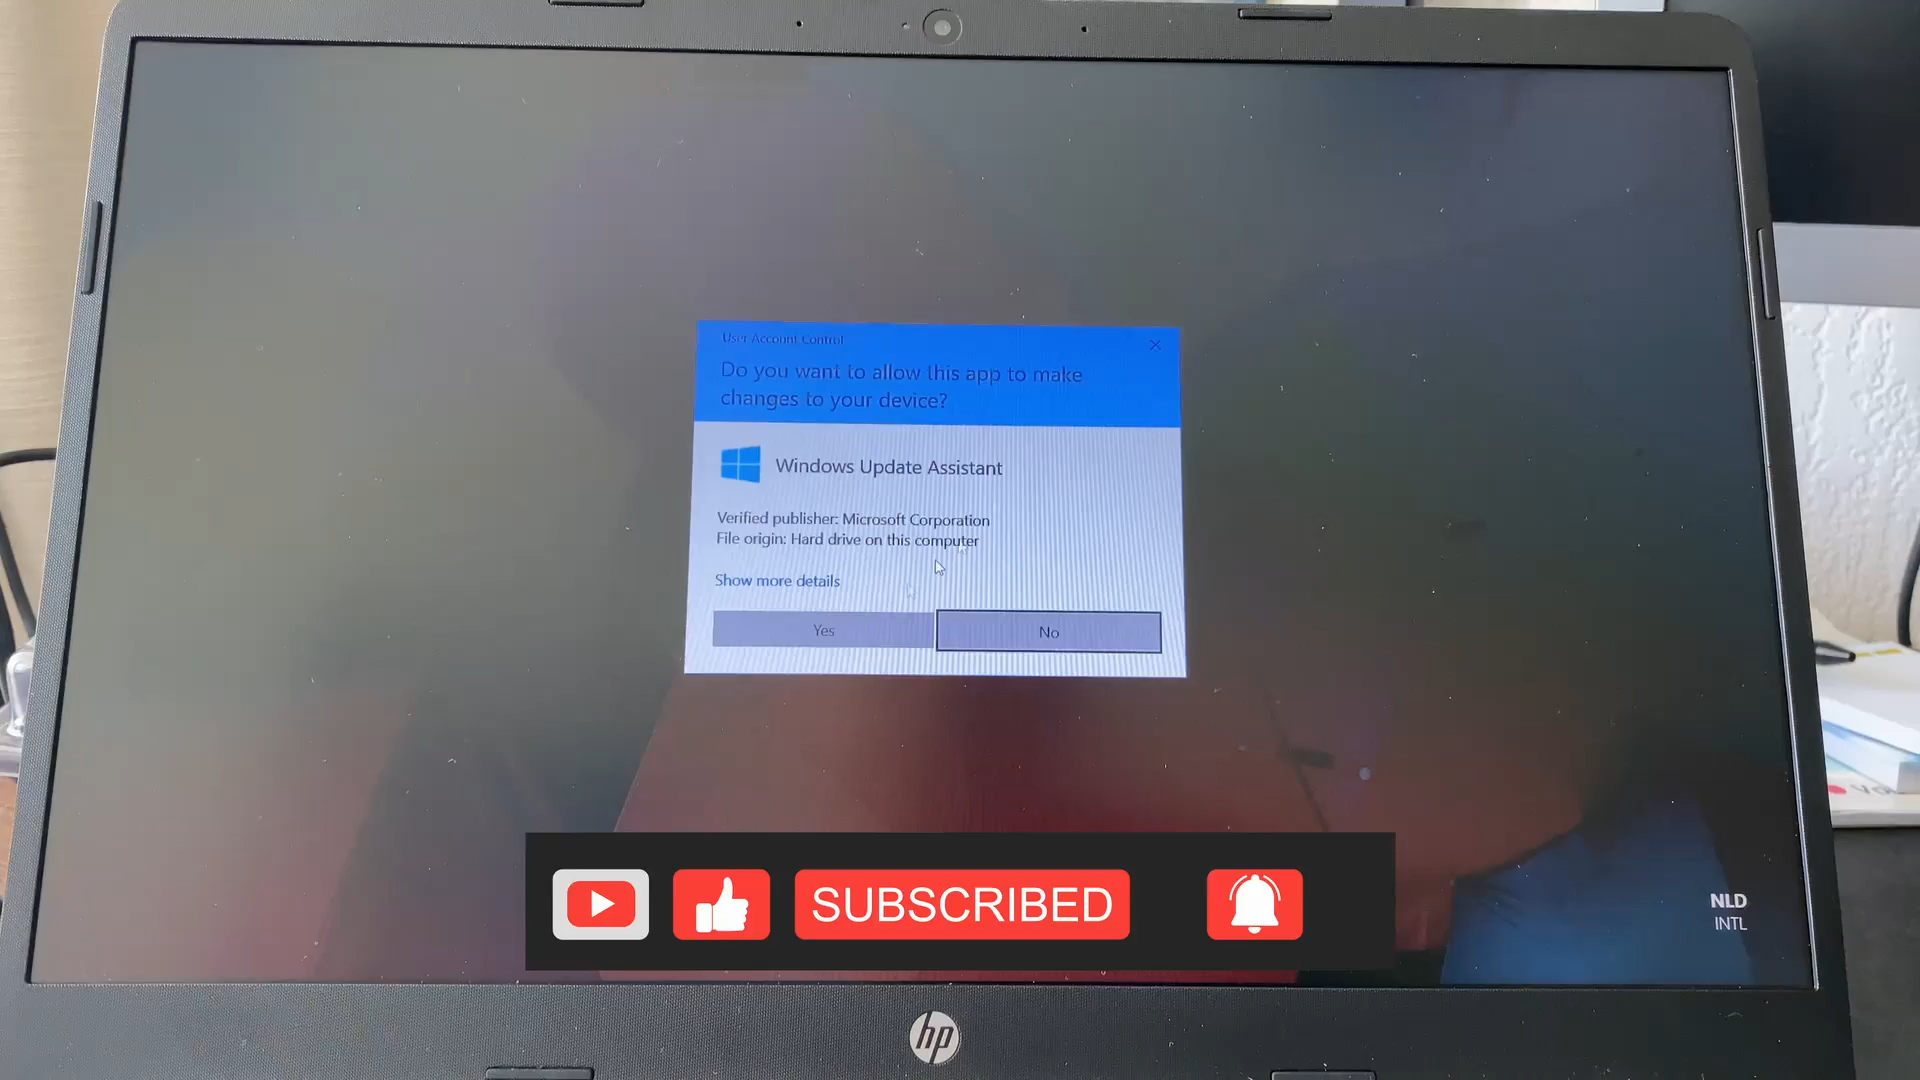 User Account Control
Do you want to allow this app to make
changes to your device?
Windows Update Assistant
Verified publisher: Microsoft Corporation
File origin: Hard drive on this computer
Show more details
Yes
No
SUBSCRIBED
NLD
INTL
hp